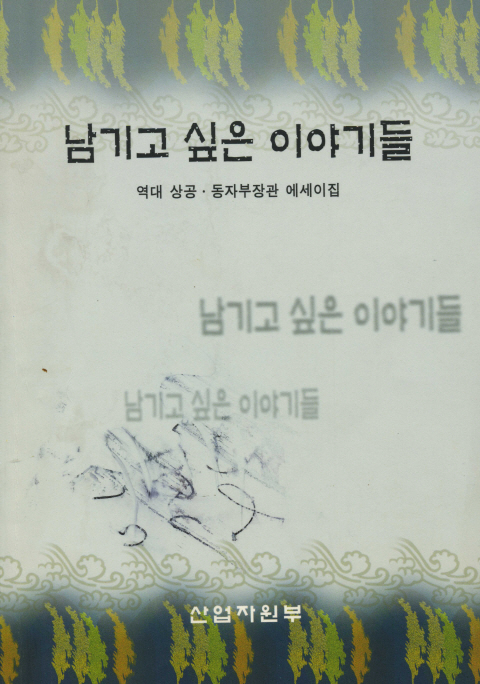 남기고 싶은 이야기들
역대 상공 · 동자부장관 에세이집
남기고 싶은 이야기들
남기고 싶은 이야기들
산업자원부